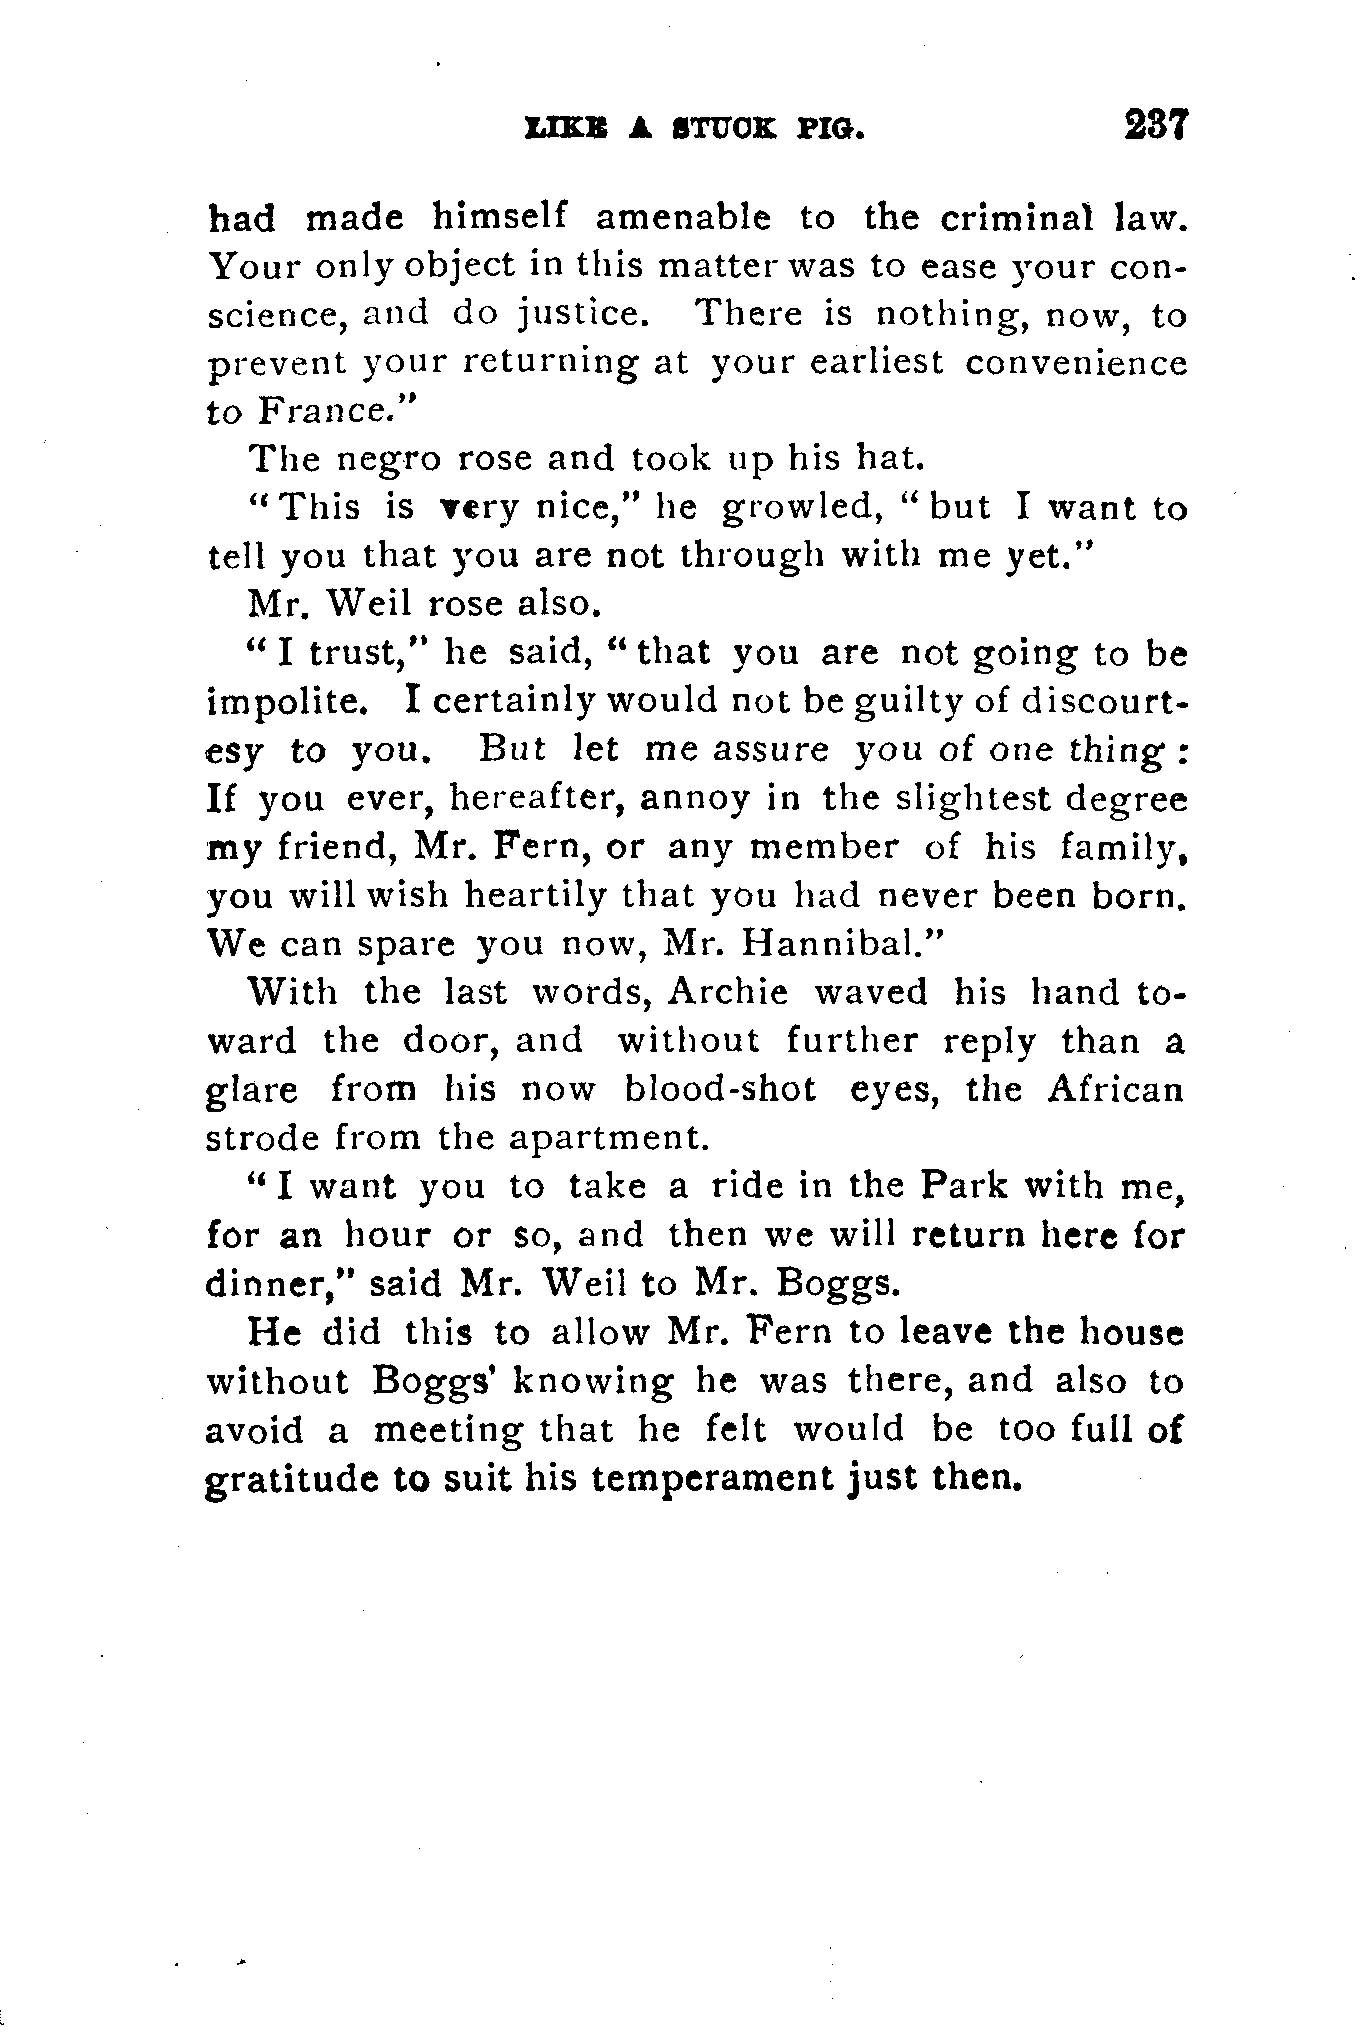 LIKE A STUCK PIG. 237
had made himself amenable to the criminal law.
Your only object in this matter was to ease your con-
science, and do justice. There is nothing, now, to
prevent your returning at your earliest convenience
to France."
The negro rose and took up his hat.
"This is very nice," he growled, "but I want to
tell you that you are not through with me yet."
Mr. Weil rose also.
"I trust," he said, "that you are not going to be
impolite. I certainly would not be guilty of discourt-
esy to you. But let me assure you of one thing :
If you ever, hereafter, annoy in the slightest degree
my friend, Mr. Fern, or any member of his family,
you will wish heartily that you had never been born.
We can spare you now, Mr. Hannibal."
With the last words, Archie waved his hand to-
ward the door, and without further reply than a
glare from his now blood-shot eyes, the African
strode from the apartment.
"I want you to take a ride in the Park with me,
for an hour or so, and then we will return here for
dinner," said Mr. Weil to Mr. Boggs.
He did this to allow Mr. Fern to leave the house
without Boggs' knowing he was there, and also to
avoid a meeting that he felt would be too full of
gratitude to suit his temperament just then.